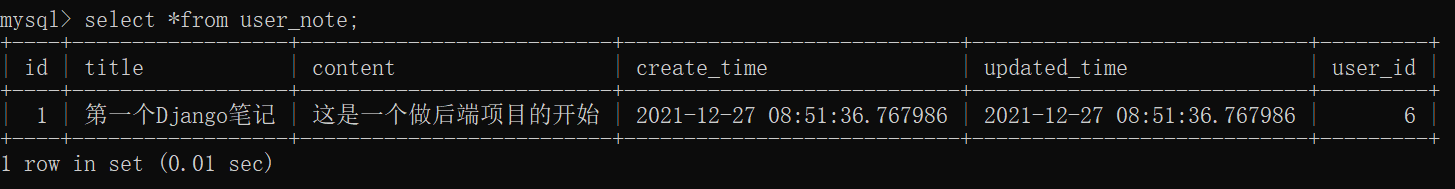 mysql> select *from user_note;
+----+------------------+--------------------------+----------------------------+----------------------------+---------+
| id | title            | content                  | create_time                | updated_time               | user_id |
+----+------------------+--------------------------+----------------------------+----------------------------+---------+
|  1 | 第一个Django笔记 | 这是一个做后端项目的开始 | 2021-12-27 08:51:36.767986 | 2021-12-27 08:51:36.767986 |       6 |
+----+------------------+--------------------------+----------------------------+----------------------------+---------+
1 row in set (0.01 sec)